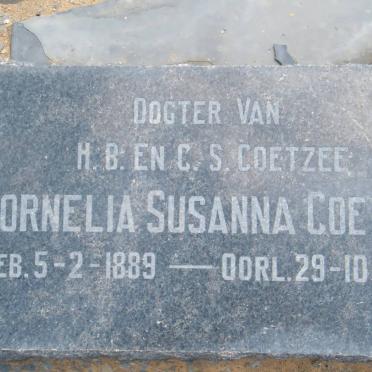 DOGTER VAN
H. B. EN C. S. COETZEE
ORNELIA SUSANNA COE
EB. 5-2-1889 — OORL. 29-10